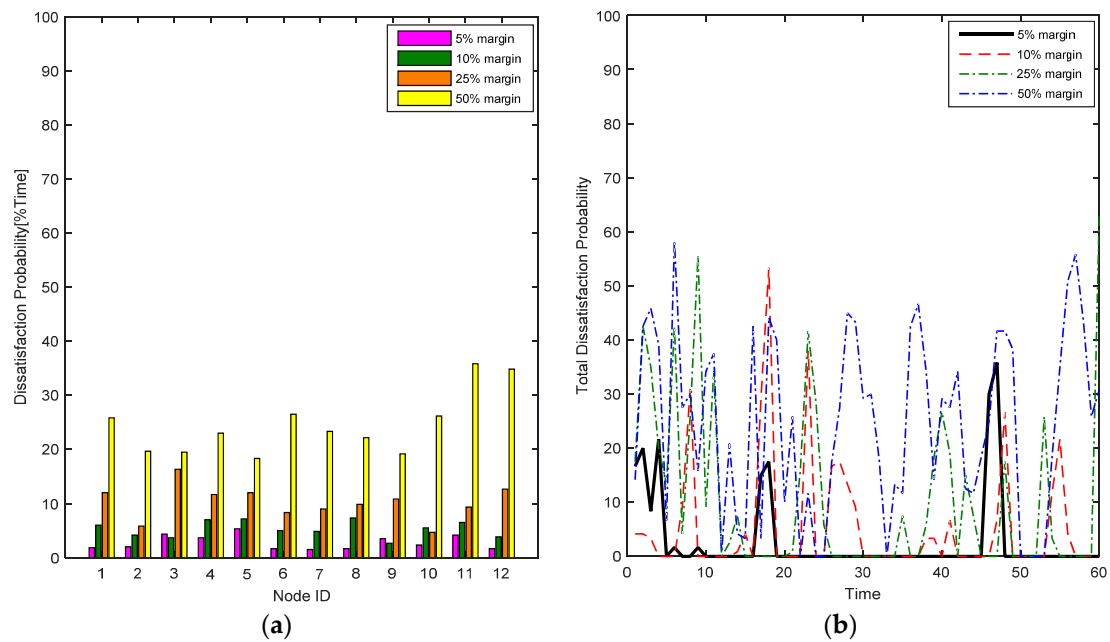 100
90
80
70
60
50
40
30
20
10
0
Dissatisfaction Probability[%Time]
5% margin
10% margin
25% margin
50% margin
1 2 3 4 5 6 7 8 9 10 11 12
Node ID
(a)
100
90
80
70
60
50
40
30
20
10
0
Total Dissatisfaction Probability
5% margin
10% margin
25% margin
50% margin
0 10 20 30 40 50 60
Time
(b)